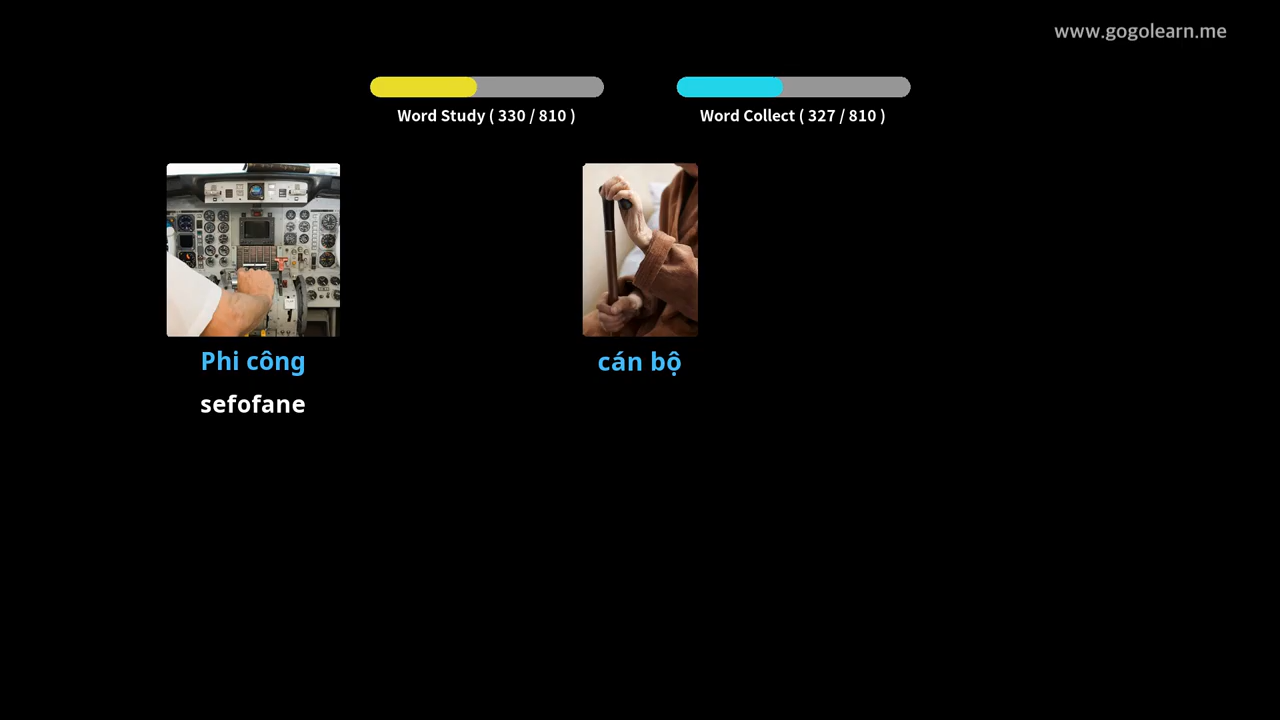 www.gogolearn.me
Word Study ( 330 / 810 )
Word Collect ( 327 / 810 )
Phi công
cán bộ
sefofane